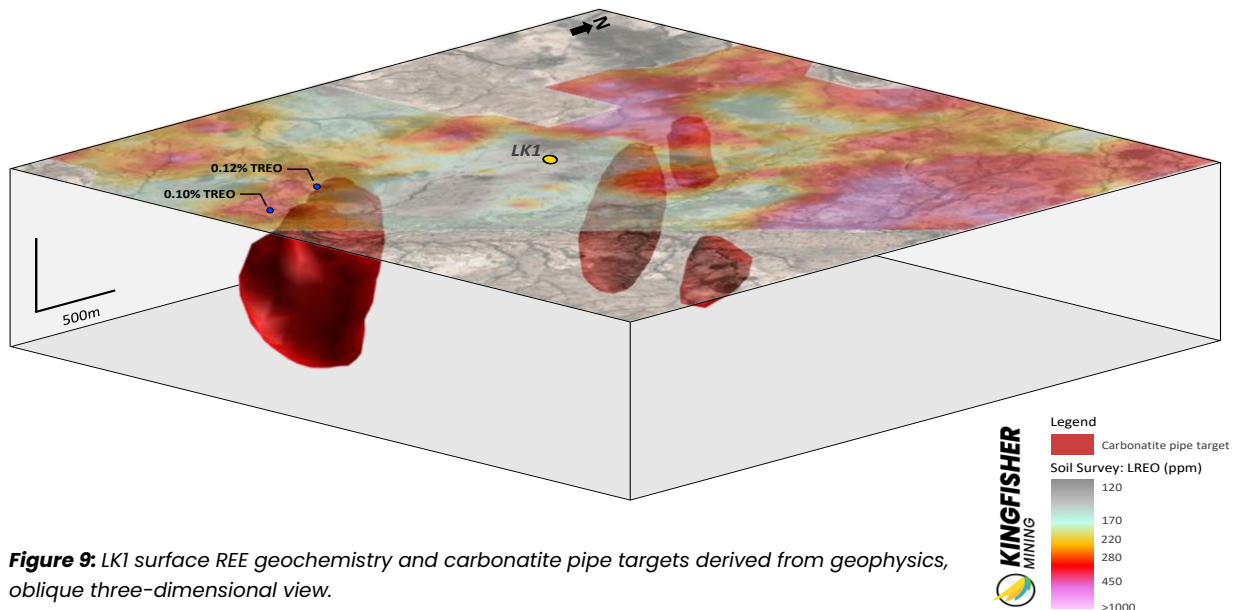 N
LK1
0.12% TREO
0.10% TREO
500m
Legend
Carbonatite pipe target
Soil Survey: LREO (ppm)
120
170
220
280
450
>1000
KINGFISHER
MINING
Figure 9: LK1 surface REE geochemistry and carbonatite pipe targets derived from geophysics,
oblique three-dimensional view.